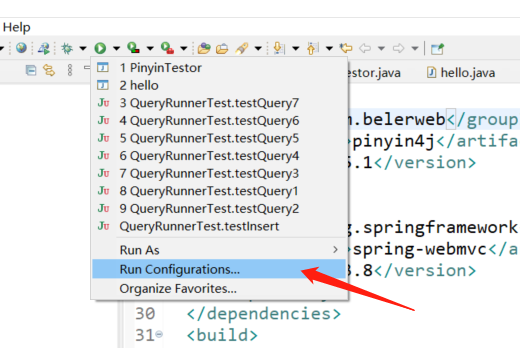 Help
1 PinyinTestor
2 hello
3 QueryRunnerTest.testQuery7
4 QueryRunnerTest.testQuery6
5 QueryRunnerTest.testQuery5
6 QueryRunnerTest.testQuery4
7 QueryRunnerTest.testQuery3
8 QueryRunnerTest.testQuery1
9 QueryRunnerTest.testQuery2
QueryRunnerTest.testInsert
Run As
Run Configurations...
Organize Favorites...
estor.java
hello.java
.belerweb</group
pinyin4j</artifa
.1</version>
g.springframework
spring-webmvc</a
.8</version>
30 </dependencies>
31 <build>